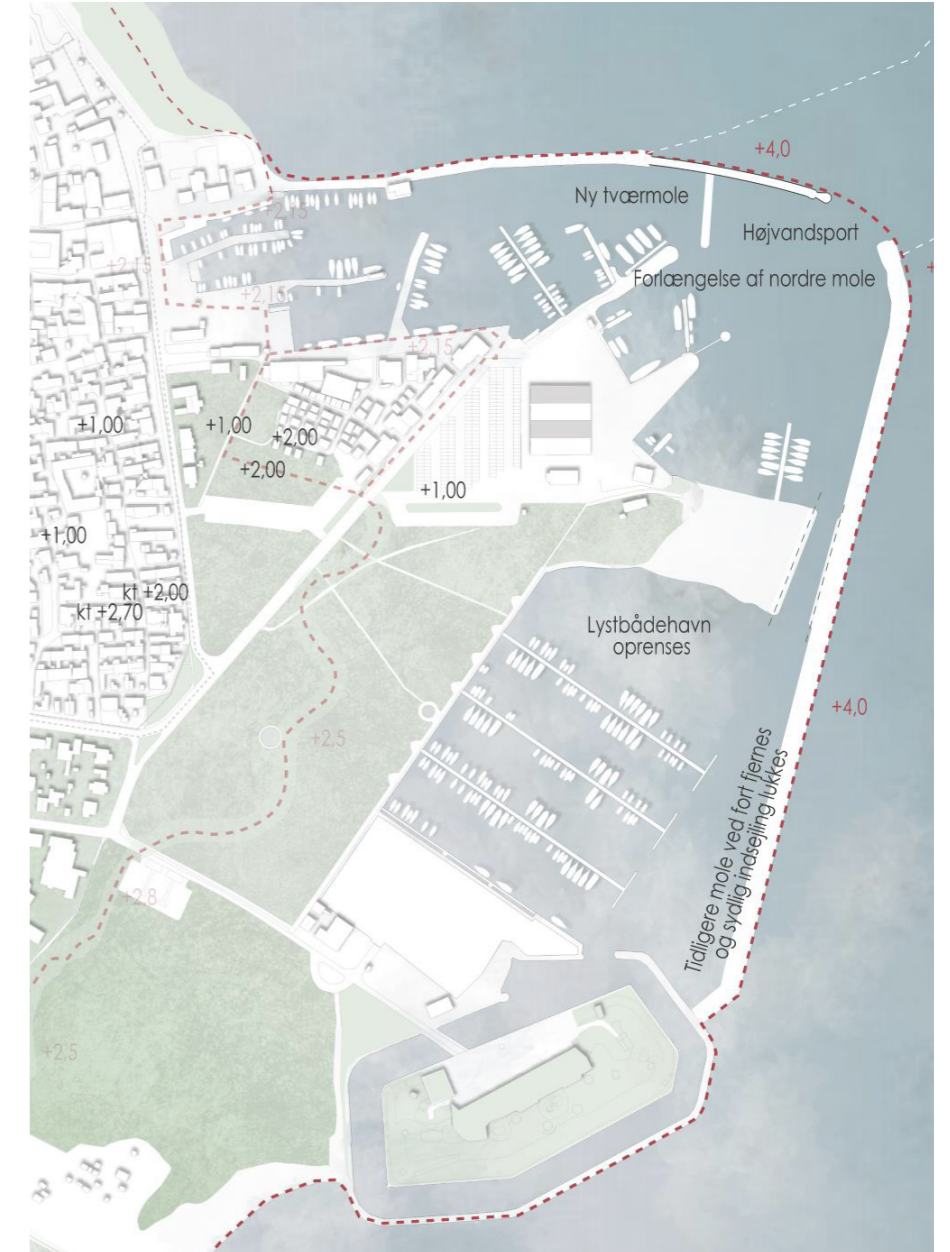 +4,0
Ny tværmole
+2,15
Højvandsport
+2,15
Forlængelse af nordre mole
+2,15
+2,15
+1,00
+1,00
+2,00
+2,00
+1,00
+1,00
Lystbådehavn
oprenses
kt +2,00
kt +2,70
+4,0
+2,5
Tidligere mole ved fort fjernes
og sydlig indsejling lukkes
+2,8
+2,5